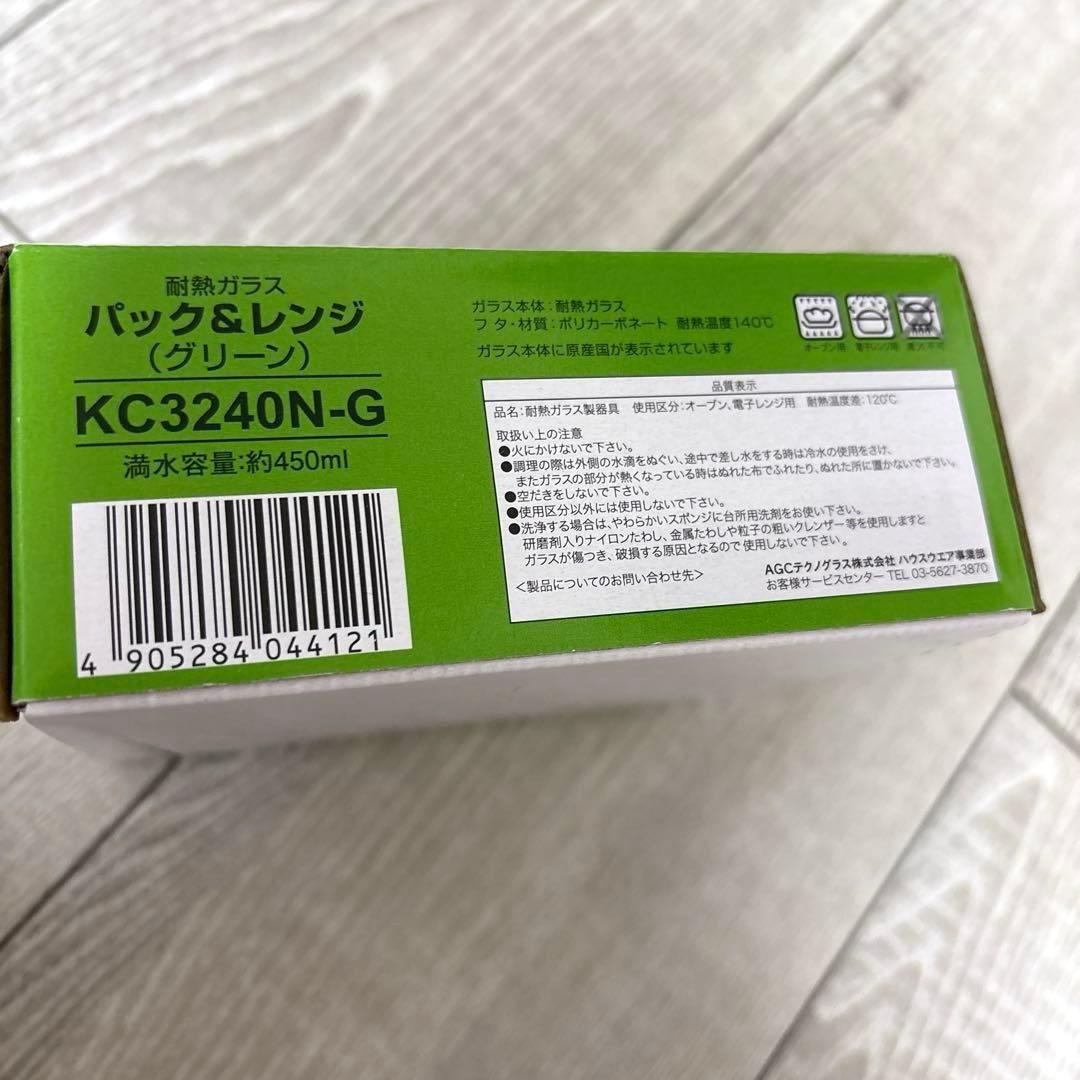 耐熱ガラス
パック&レンジ
(グリーン)
KC3240N-G
満水容量:約450ml
4 905284 044121
ガラス本体:耐熱ガラス
フタ・材質:ポリカーボネート 耐熱温度140℃
ガラス本体に原産国が表示されています
オーブン用 電子レンジ用 直火不可
品質表示
品名:耐熱ガラス製器具 使用区分:オーブン、電子レンジ用 耐熱温度差:120℃
取扱い上の注意
●火にかけないで下さい。
●調理の際は外側の水滴をぬぐい、途中で差し水をする時は冷水の使用をさけ、
またガラスの部分が熱くなっている時はぬれた布でふれたり、ぬれた所に置かないで下さい。
●空だきをしないで下さい。
●使用区分以外には使用しないで下さい。
●洗浄する場合は、やわらかいスポンジに台所用洗剤をお使い下さい。
研磨剤入りナイロンたわし、金属たわしや粒子の粗いクレンザー等を使用しますと
ガラスが傷つき、破損する原因となるので使用しないで下さい。
<製品についてのお問い合わせ先>
AGCテクノグラス株式会社 ハウスウエア事業部
お客様サービスセンター TEL 03-5627-3870